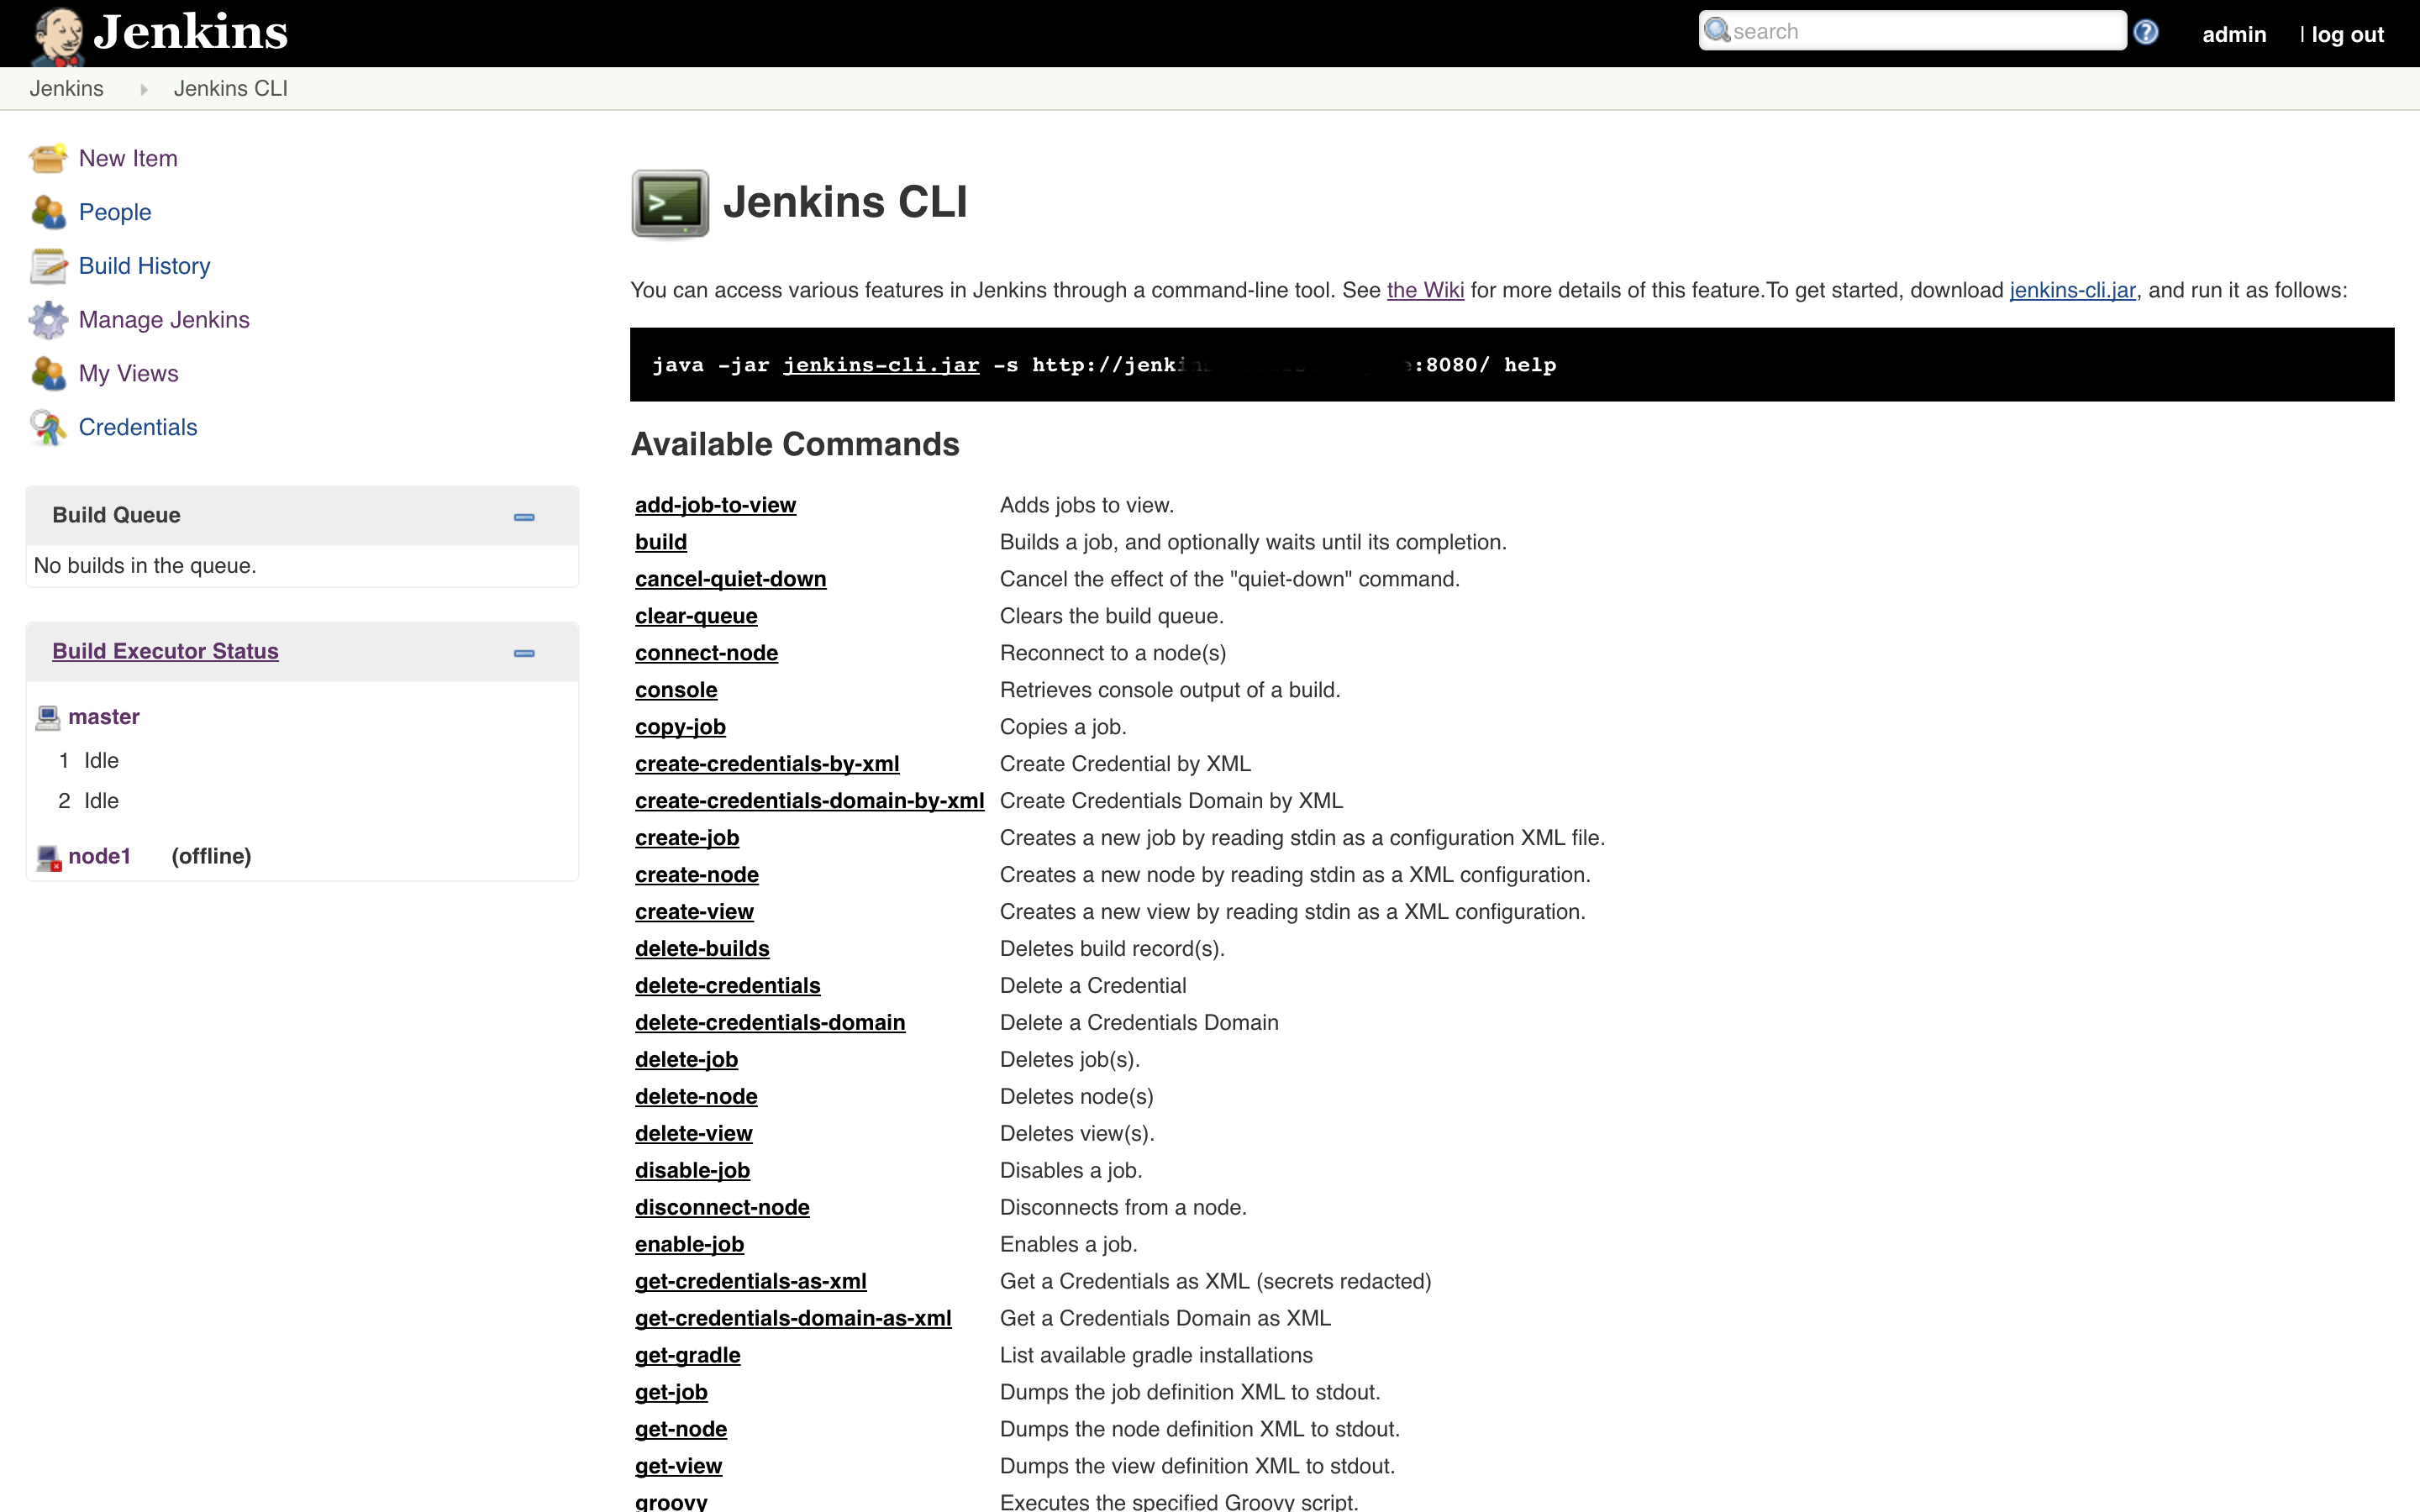 Jenkins
search
admin
| log out
Jenkins
Jenkins CLI
New Item
People
Build History
Manage Jenkins
My Views
Credentials
Build Queue
No builds in the queue.
Build Executor Status
master
1 Idle
2 Idle
node1 (offline)
Jenkins CLI
You can access various features in Jenkins through a command-line tool. See the Wiki for more details of this feature.To get started, download jenkins-cli.jar, and run it as follows:
java -jar jenkins-cli.jar -s :8080/ help
Available Commands
add-job-to-view Adds jobs to view.
build Builds a job, and optionally waits until its completion.
cancel-quiet-down Cancel the effect of the "quiet-down" command.
clear-queue Clears the build queue.
connect-node Reconnect to a node(s)
console Retrieves console output of a build.
copy-job Copies a job.
create-credentials-by-xml Create Credential by XML
create-credentials-domain-by-xml Create Credentials Domain by XML
create-job Creates a new job by reading stdin as a configuration XML file.
create-node Creates a new node by reading stdin as a XML configuration.
create-view Creates a new view by reading stdin as a XML configuration.
delete-builds Deletes build record(s).
delete-credentials Delete a Credential
delete-credentials-domain Delete a Credentials Domain
delete-job Deletes job(s).
delete-node Deletes node(s)
delete-view Deletes view(s).
disable-job Disables a job.
disconnect-node Disconnects from a node.
enable-job Enables a job.
get-credentials-as-xml Get a Credentials as XML (secrets redacted)
get-credentials-domain-as-xml Get a Credentials Domain as XML
get-gradle List available gradle installations
get-job Dumps the job definition XML to stdout.
get-node Dumps the node definition XML to stdout.
get-view Dumps the view definition XML to stdout.
groovy Executes the specified Groovy script.